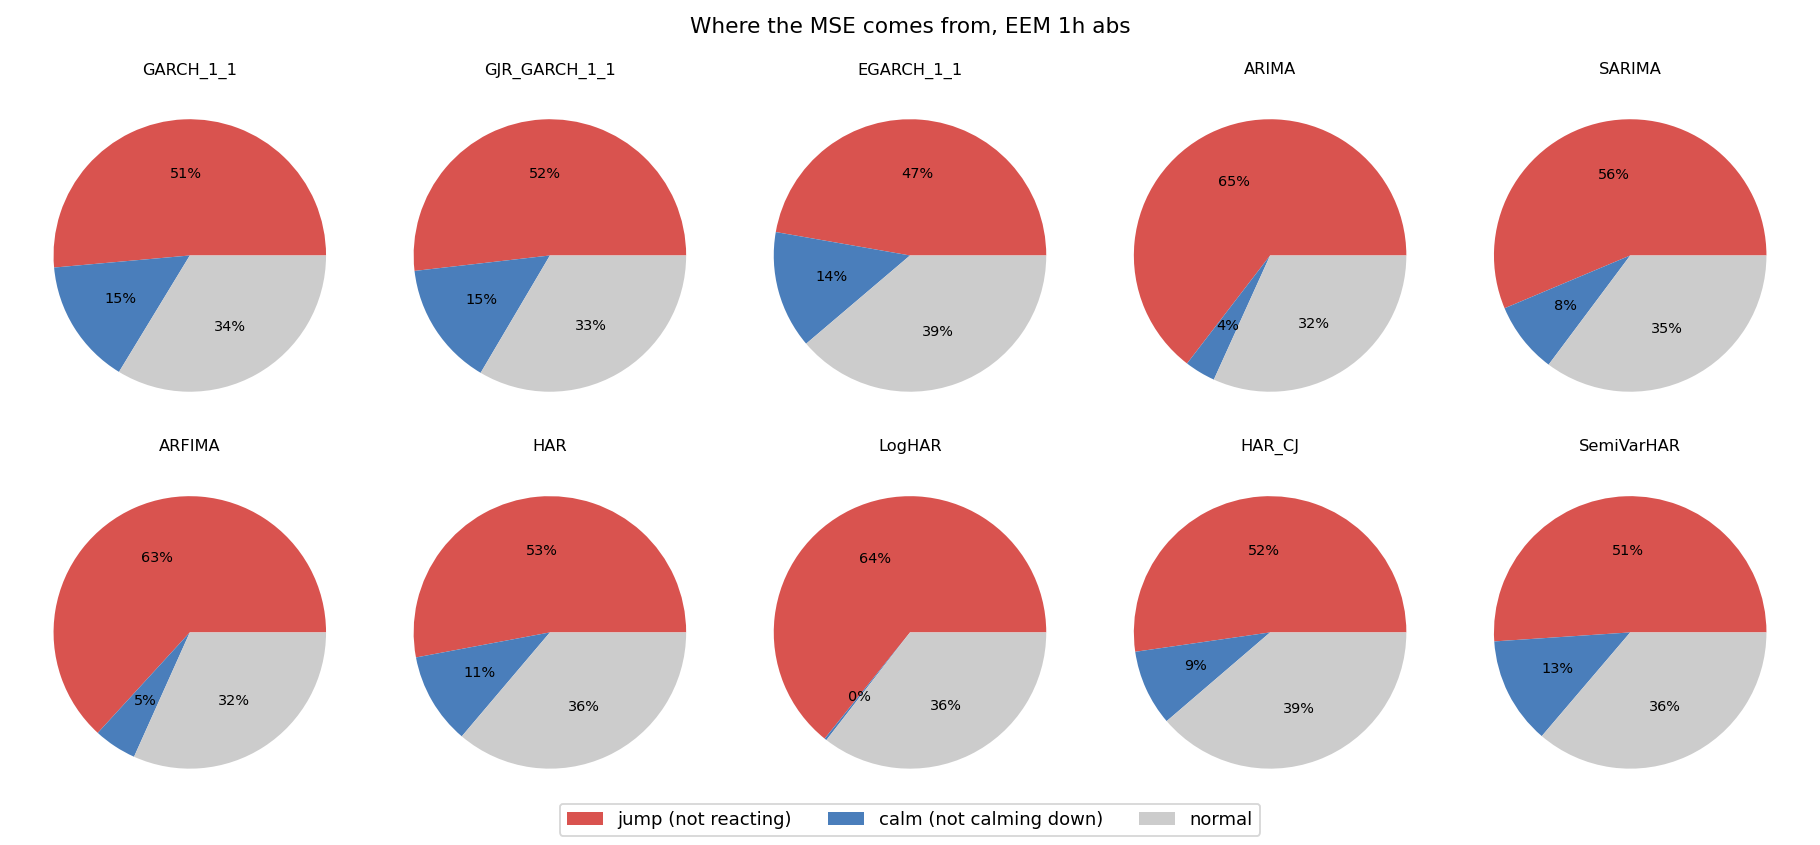 Where the MSE comes from, EEM 1h abs
GARCH_1_1
GJR_GARCH_1_1
EGARCH_1_1
ARIMA
SARIMA
51%
15%
34%
52%
15%
33%
47%
14%
39%
65%
4%
32%
56%
8%
35%
ARFIMA
HAR
LogHAR
HAR_CJ
SemiVarHAR
63%
5%
32%
53%
11%
36%
64%
0%
36%
52%
9%
39%
51%
13%
36%
jump (not reacting)
calm (not calming down)
normal